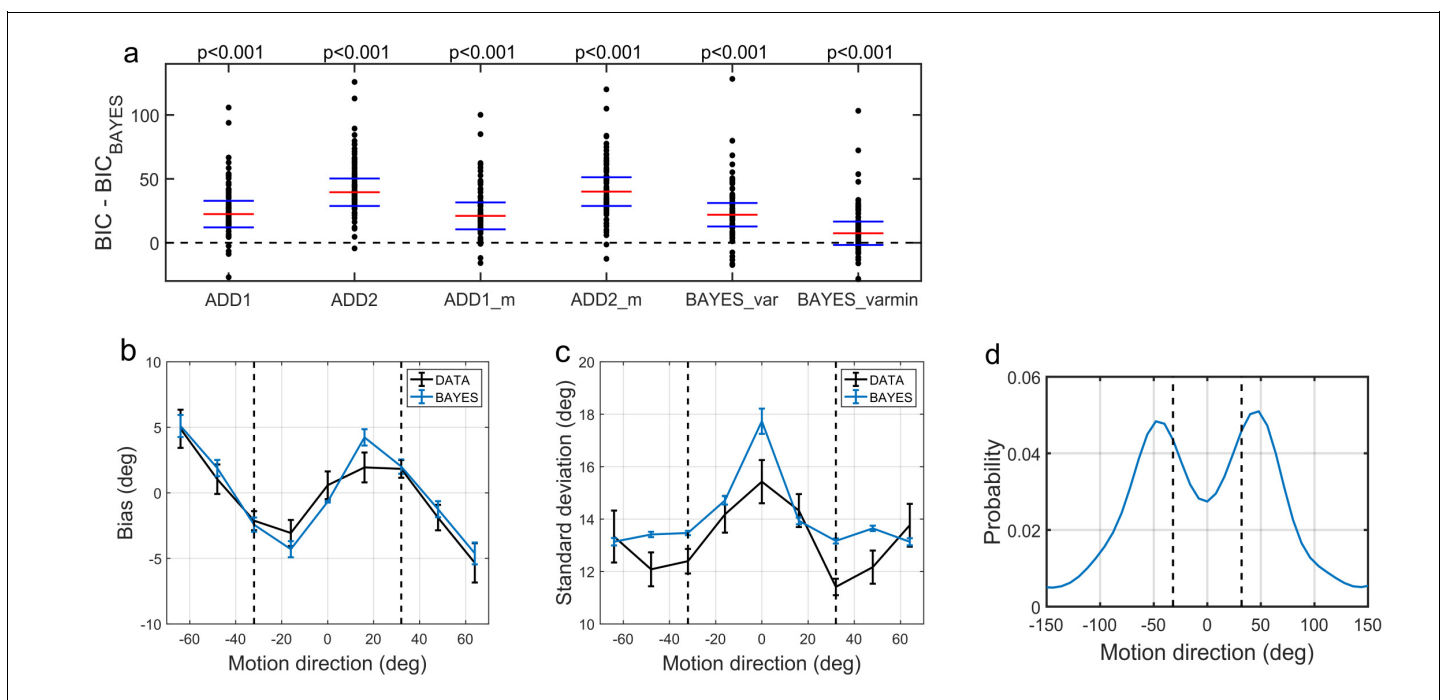 a
p<0.001 p<0.001 p<0.001 p<0.001 p<0.001 p<0.001
BIC - BIC_BAYES
100
50
0
ADD1 ADD2 ADD1_m ADD2_m BAYES_var BAYES_varmin
b
Bias (deg)
10
5
0
-5
-10
DATA
BAYES
-60 -40 -20 0 20 40 60
Motion direction (deg)
c
Standard deviation (deg)
20
18
16
14
12
10
DATA
BAYES
-60 -40 -20 0 20 40 60
Motion direction (deg)
d
Probability
0.06
0.04
0.02
0
-150 -100 -50 0 50 100 150
Motion direction (deg)